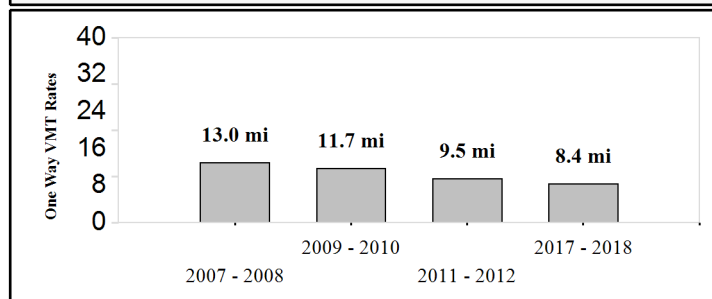 One Way VMT Rates
40
32
24
16
8
0
13.0 mi
11.7 mi
9.5 mi
8.4 mi
2009 - 2010
2017 - 2018
2007 - 2008
2011 - 2012